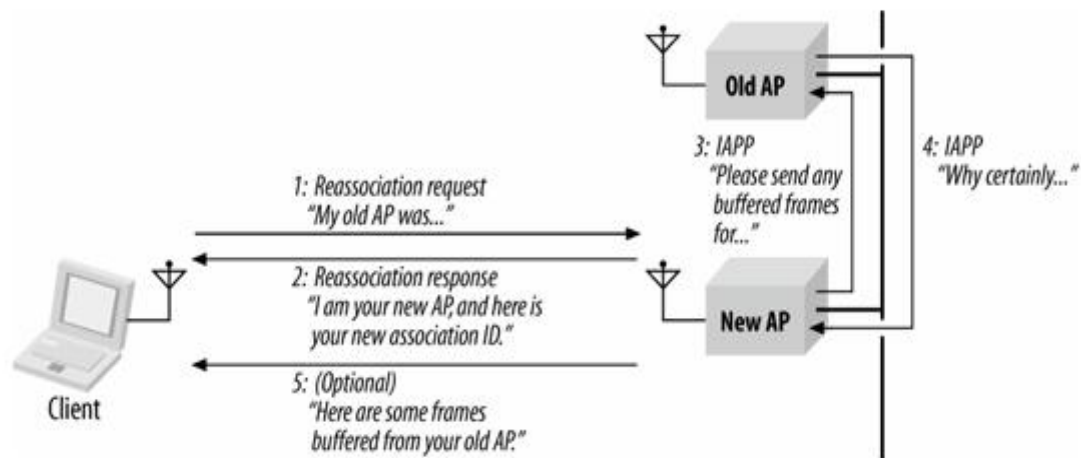 Old AP
3: IAPP
"Please send any
buffered frames
for..."
4: IAPP
"Why certainly..."
1: Reassociation request
"My old AP was..."
2: Reassociation response
"I am your new AP, and here is
your new association ID."
New AP
5: (Optional)
"Here are some frames
buffered from your old AP."
Client